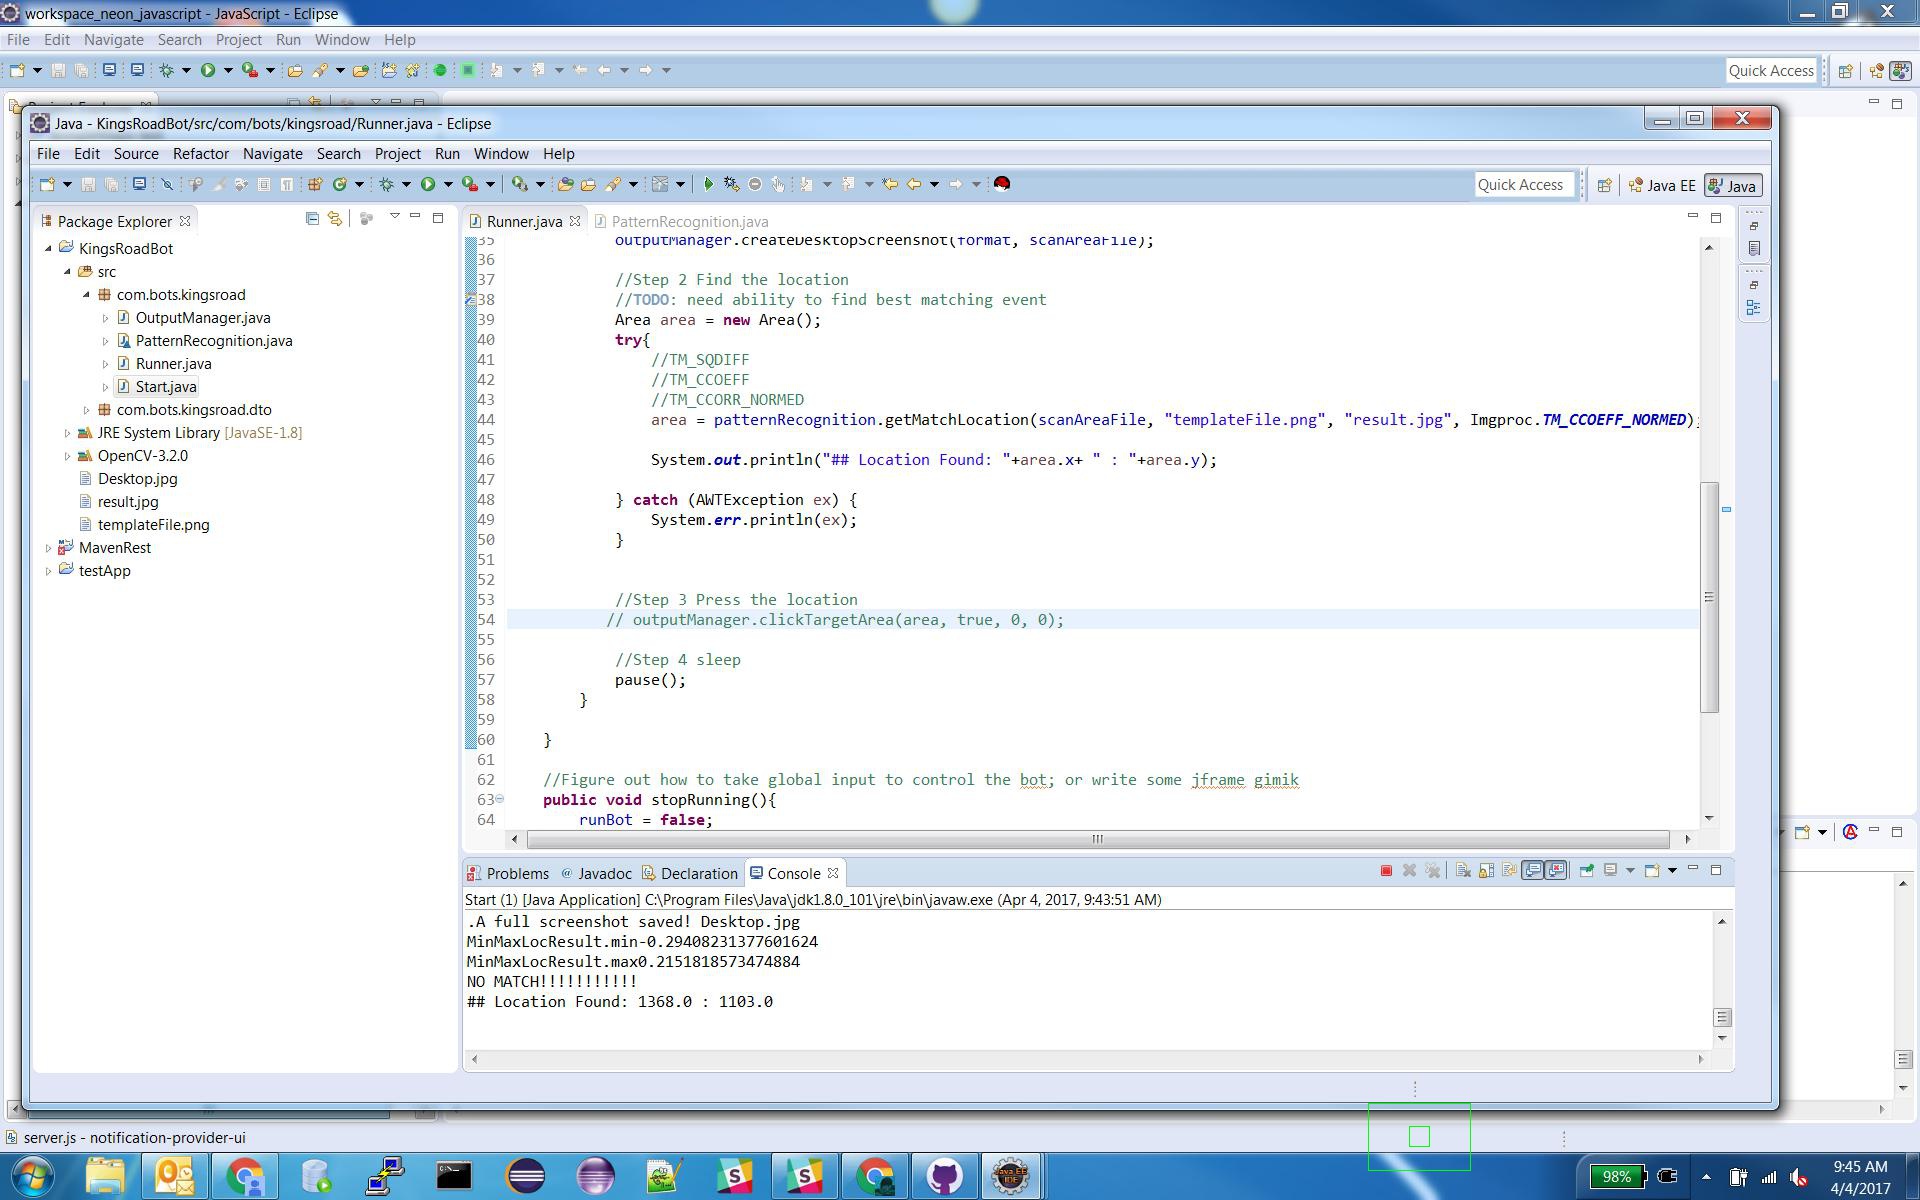 workspace_neon_javascript - JavaScript - Eclipse
File Edit Navigate Search Project Run Window Help
Quick Access
Java - KingsRoadBot/src/com/bots/kingsroad/Runner.java - Eclipse
File Edit Source Refactor Navigate Search Project Run Window Help
Quick Access
Java EE
Java
Package Explorer
KingsRoadBot
src
com.bots.kingsroad
OutputManager.java
PatternRecognition.java
Runner.java
Start.java
com.bots.kingsroad.dto
JRE System Library [JavaSE-1.8]
OpenCV-3.2.0
Desktop.jpg
result.jpg
templateFile.png
MavenRest
testApp
Runner.java
PatternRecognition.java
35 outputManager.createDesktopScreenshot(format, scanAreaFile);
36
37 //Step 2 Find the location
38 //TODO: need ability to find best matching event
39 Area area = new Area();
40 try{
41 //TM_SQDIFF
42 //TM_CCOEFF
43 //TM_CCORR_NORMED
44 area = patternRecognition.getMatchLocation(scanAreaFile, "templateFile.png", "result.jpg", Imgproc.TM_CCOEFF_NORMED);
45
46 System.out.println("## Location Found: "+area.x+ " : "+area.y);
47
48 } catch (AWTException ex) {
49 System.err.println(ex);
50 }
51
52
53 //Step 3 Press the location
54 // outputManager.clickTargetArea(area, true, 0, 0);
55
56 //Step 4 sleep
57 pause();
58 }
59
60 }
61
62 //Figure out how to take global input to control the bot; or write some jframe gimik
63 public void stopRunning(){
64 runBot = false;
Problems @ Javadoc Declaration Console
Start (1) [Java Application] C:\Program Files\Java\jdk1.8.0_101\jre\bin\javaw.exe (Apr 4, 2017, 9:43:51 AM)
.A full screenshot saved! Desktop.jpg
MinMaxLocResult.min-0.29408231377601624
MinMaxLocResult.max0.2151818573474884
NO MATCH!!!!!!!!!!!
## Location Found: 1368.0 : 1103.0
server.js - notification-provider-ui
98%
9:45 AM
4/4/2017